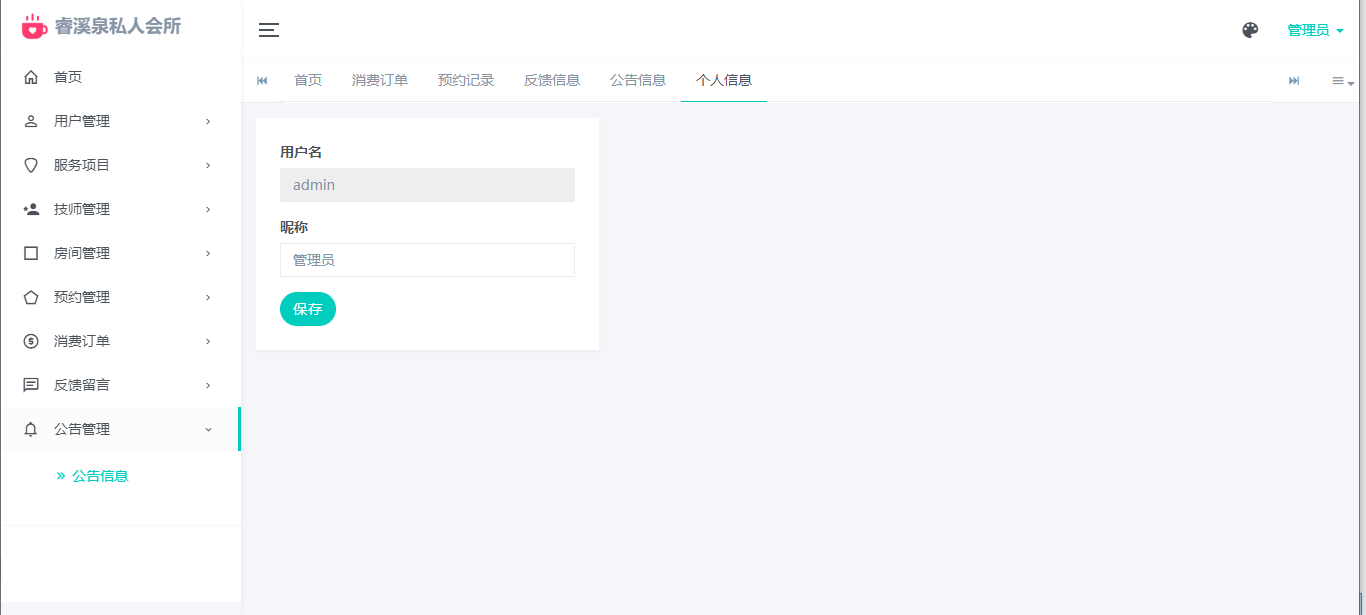 睿溪泉私人会所
管理员
首页
用户管理
服务项目
技师管理
房间管理
预约管理
消费订单
反馈留言
公告管理
» 公告信息
首页 消费订单 预约记录 反馈信息 公告信息 个人信息
用户名
admin
昵称
管理员
保存